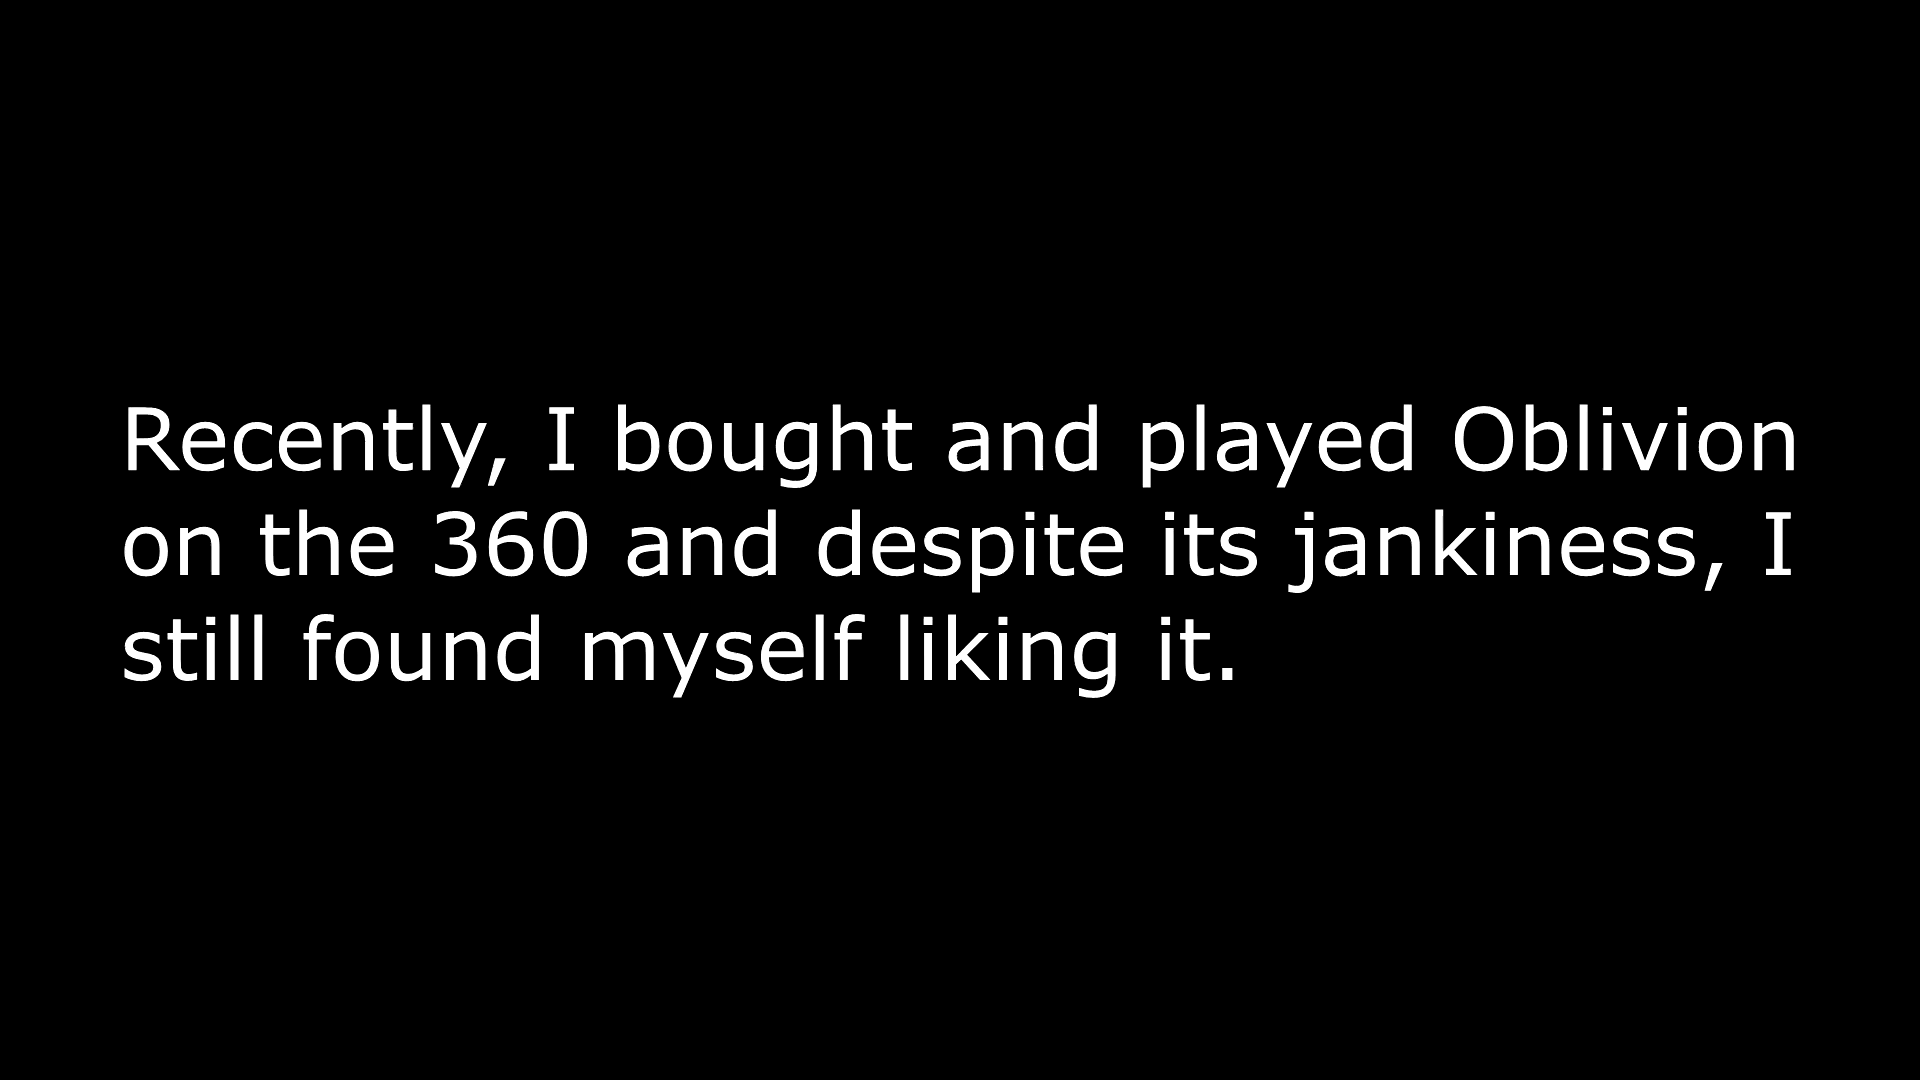 Recently, I bought and played Oblivion
on the 360 and despite its jankiness, I
still found myself liking it.